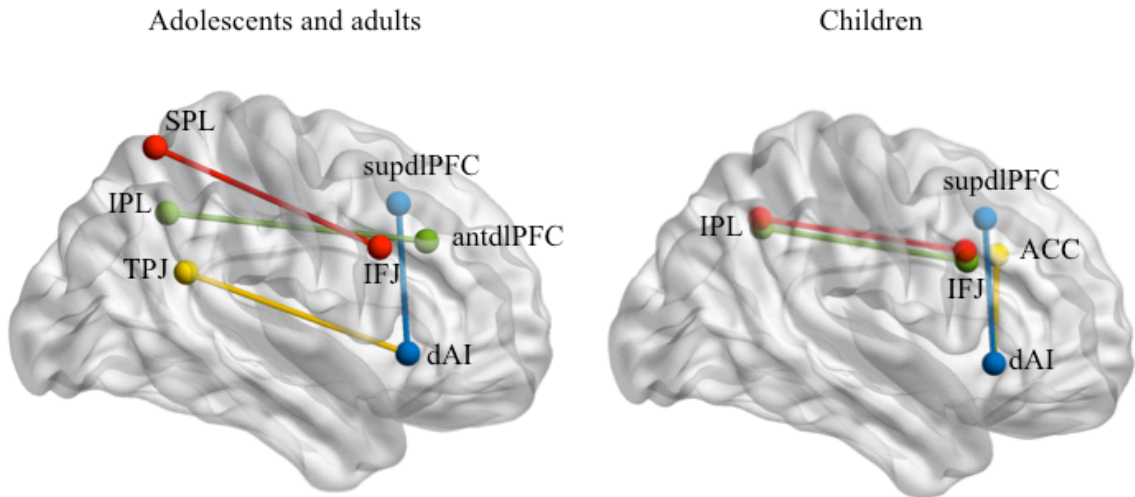 Adolescents and adults
Children
SPL
supdlPFC
IPL
antdlPFC
IFJ
TPJ
dAI
supdlPFC
IPL
ACC
IFJ
dAI